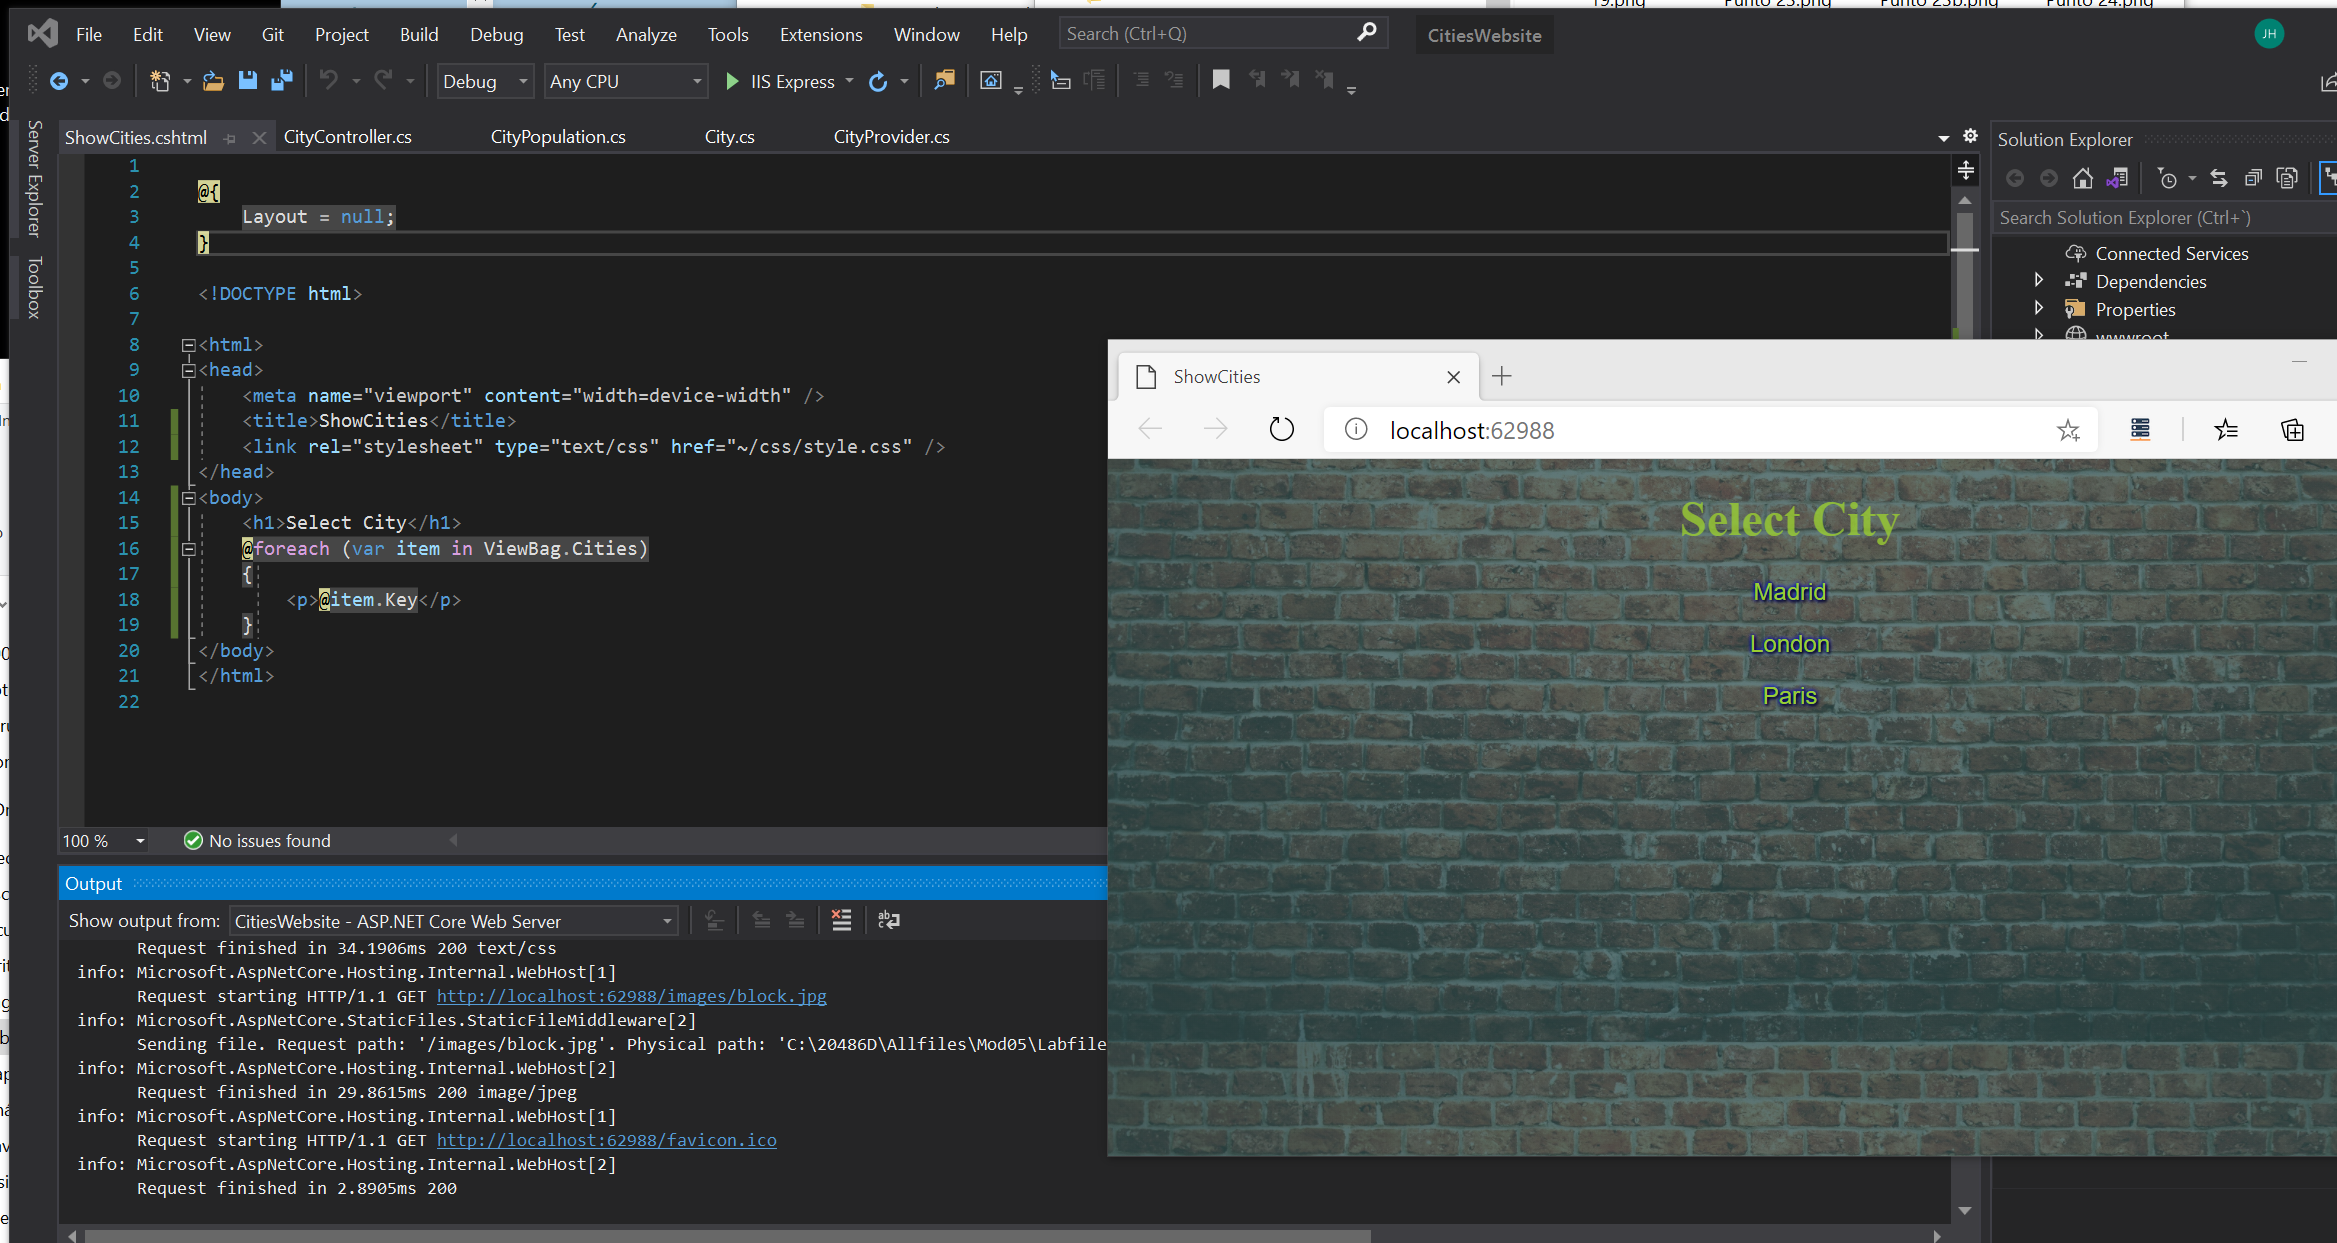 19.png Punto 23.png Punto 23b.png Punto 24.png
File Edit View Git Project Build Debug Test Analyze Tools Extensions Window Help Search (Ctrl+Q) CitiesWebsite JH
Debug Any CPU IIS Express
Server Explorer
Toolbox
ShowCities.cshtml CityController.cs CityPopulation.cs City.cs CityProvider.cs
1
2 @{
3 Layout = null;
4 }
5
6 <!DOCTYPE html>
7
8 <html>
9 <head>
10 <meta name="viewport" content="width=device-width" />
11 <title>ShowCities</title>
12 <link rel="stylesheet" type="text/css" href="~/css/style.css" />
13 </head>
14 <body>
15 <h1>Select City</h1>
16 @foreach (var item in ViewBag.Cities)
17 {
18 <p>@item.Key</p>
19 }
20 </body>
21 </html>
22
100 % No issues found
Solution Explorer
Search Solution Explorer (Ctrl+`)
Connected Services
Dependencies
Properties
wwwroot
ShowCities
localhost:62988
Select City
Madrid
London
Paris
Output
Show output from: CitiesWebsite - ASP.NET Core Web Server
Request finished in 34.1906ms 200 text/css
info: Microsoft.AspNetCore.Hosting.Internal.WebHost[1]
Request starting HTTP/1.1 GET http://localhost:62988/images/block.jpg
info: Microsoft.AspNetCore.StaticFiles.StaticFileMiddleware[2]
Sending file. Request path: '/images/block.jpg'. Physical path: 'C:\20486D\Allfiles\Mod05\Labfile
info: Microsoft.AspNetCore.Hosting.Internal.WebHost[2]
Request finished in 29.8615ms 200 image/jpeg
info: Microsoft.AspNetCore.Hosting.Internal.WebHost[1]
Request starting HTTP/1.1 GET http://localhost:62988/favicon.ico
info: Microsoft.AspNetCore.Hosting.Internal.WebHost[2]
Request finished in 2.8905ms 200